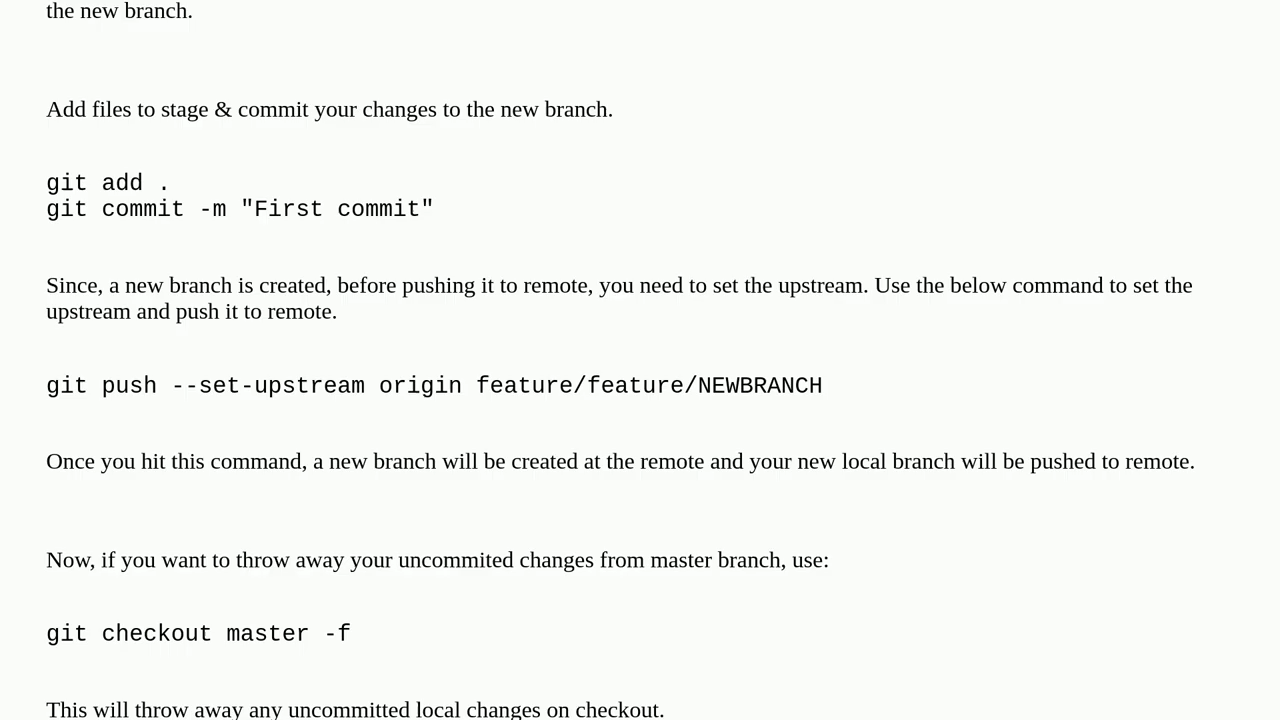 the new branch.
Add files to stage & commit your changes to the new branch.
git add .
git commit -m "First commit"
Since, a new branch is created, before pushing it to remote, you need to set the upstream. Use the below command to set the
upstream and push it to remote.
git push --set-upstream origin feature/feature/NEWBRANCH
Once you hit this command, a new branch will be created at the remote and your new local branch will be pushed to remote.
Now, if you want to throw away your uncommited changes from master branch, use:
git checkout master -f
This will throw away any uncommitted local changes on checkout.